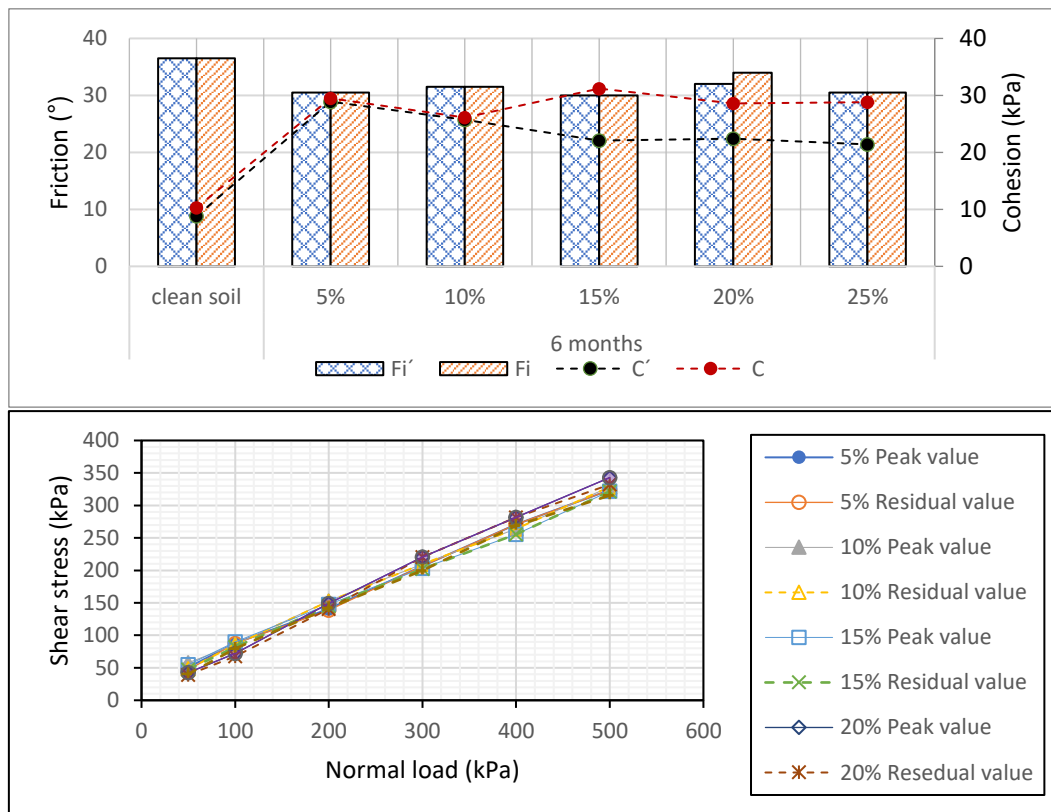 40
30
20
10
0
Friction (°)
40
30
20
10
0
Cohesion (kPa)
clean soil 5% 10% 15% 20% 25%
6 months
Fi´ Fi C´ C
400
350
300
250
200
150
100
50
0
Shear stress (kPa)
0 100 200 300 400 500 600
Normal load (kPa)
5% Peak value
5% Residual value
10% Peak value
10% Residual value
15% Peak value
15% Residual value
20% Peak value
20% Resedual value